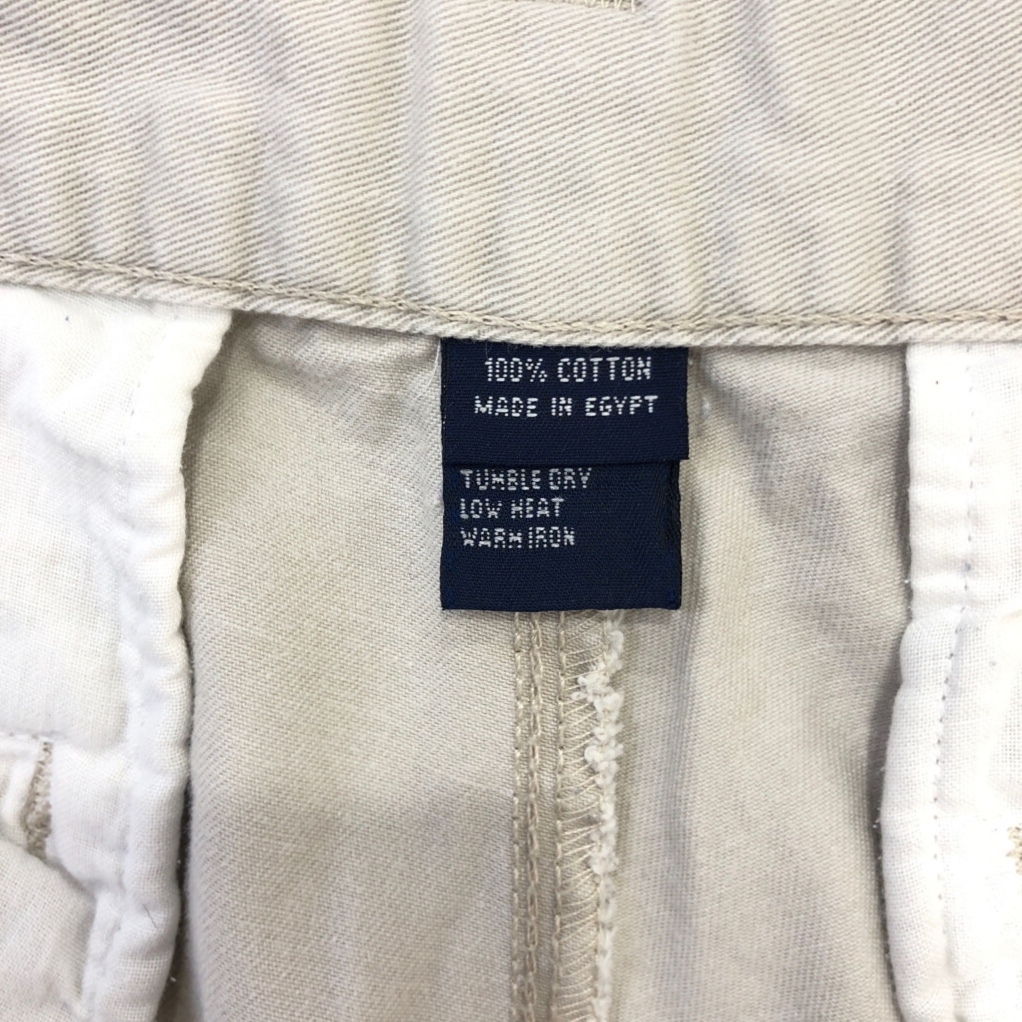 100% COTTON
MADE IN EGYPT
TUMBLE DRY
LOW HEAT
WARM IRON